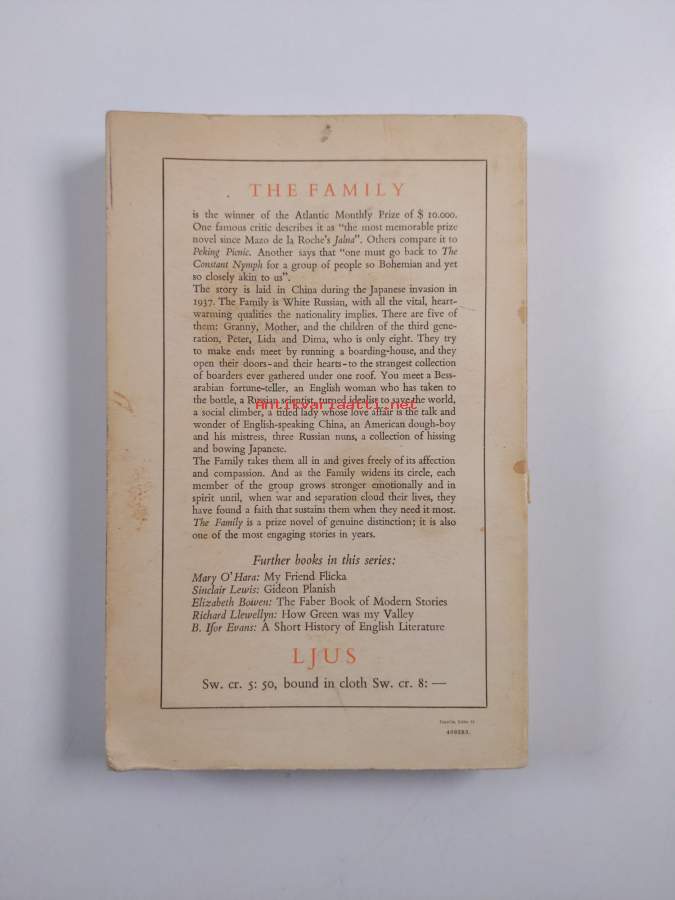 THE FAMILY
is the winner of the Atlantic Monthly Prize of $ 10.000.
One famous critic describes it as "the most memorable prize
novel since Mazo de la Roche's Jalna". Others compare it to
Peking Picnic. Another says that "one must go back to The
Constant Nymph for a group of people so Bohemian and yet
so closely akin to us".
The story is laid in China during the Japanese invasion in
1937. The Family is White Russian, with all the vital, heart-
warming qualities the nationality implies. There are five of
them: Granny, Mother, and the children of the third gene-
ration, Peter, Lida and Dima, who is only eight. They try
to make ends meet by running a boarding-house, and they
open their doors–and their hearts–to the strangest collection
of boarders ever gathered under one roof. You meet a Bess-
arabian fortune-teller, an English woman who has taken to
the bottle, a Russian scientist, turned idealist to save the world,
Antikvariaatti.net
a social climber, a titled lady whose love affair is the talk and
wonder of English-speaking China, an American dough-boy
and his mistress, three Russian nuns, a collection of hissing
and bowing Japanese.
The Family takes them all in and gives freely of its affection
and compassion. And as the Family widens its circle, each
member of the group grows stronger emotionally and in
spirit until, when war and separation cloud their lives, they
have found a faith that sustains them when they need it most.
The Family is a prize novel of genuine distinction; it is also
one of the most engaging stories in years.
Further books in this series:
Mary O'Hara: My Friend Flicka
Sinclair Lewis: Gideon Planish
Elizabeth Bowen: The Faber Book of Modern Stories
Richard Llewellyn: How Green was my Valley
B. Ifor Evans: A Short History of English Literature
LJUS
Sw. cr. 5: 50, bound in cloth Sw. cr. 8: —